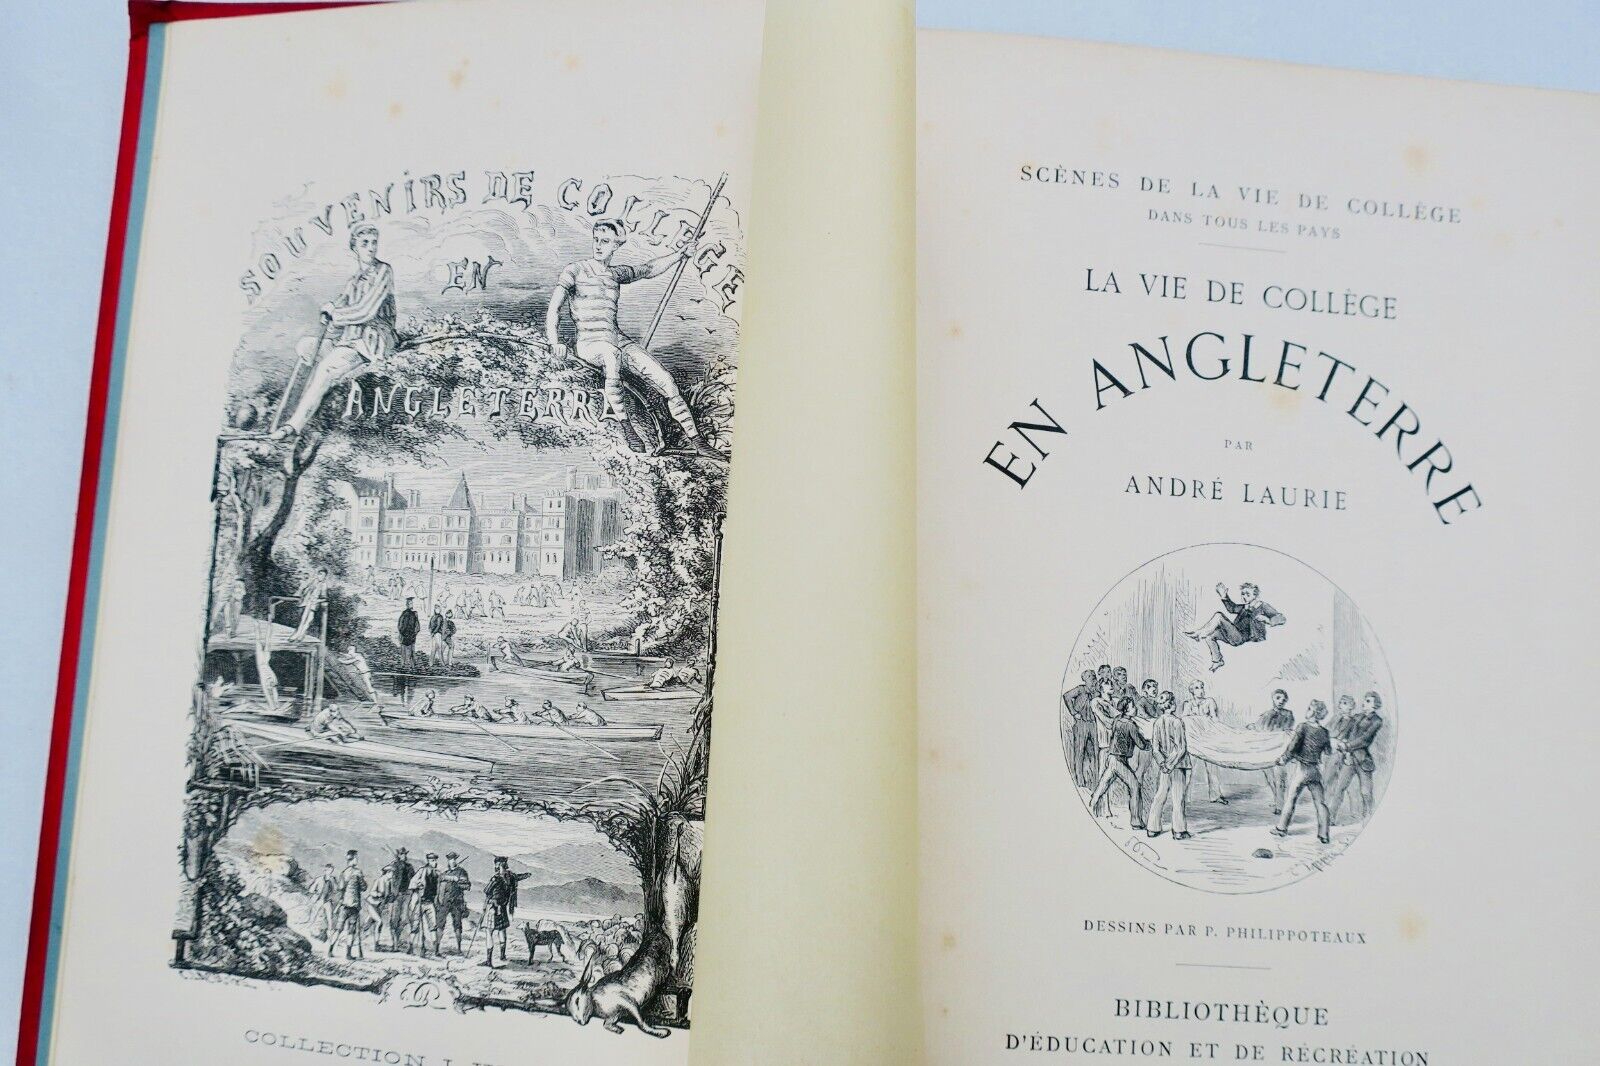 SOUVENIRS DE COLLÈGE
EN
ANGLETERRE
COLLECTION J.
SCÈNES DE LA VIE DE COLLÈGE
DANS TOUS LES PAYS
LA VIE DE COLLÈGE
EN ANGLETERRE
PAR
ANDRÉ LAURIE
DESSINS PAR P. PHILIPPOTEAUX
BIBLIOTHÈQUE
D'ÉDUCATION ET DE RÉCRÉATION